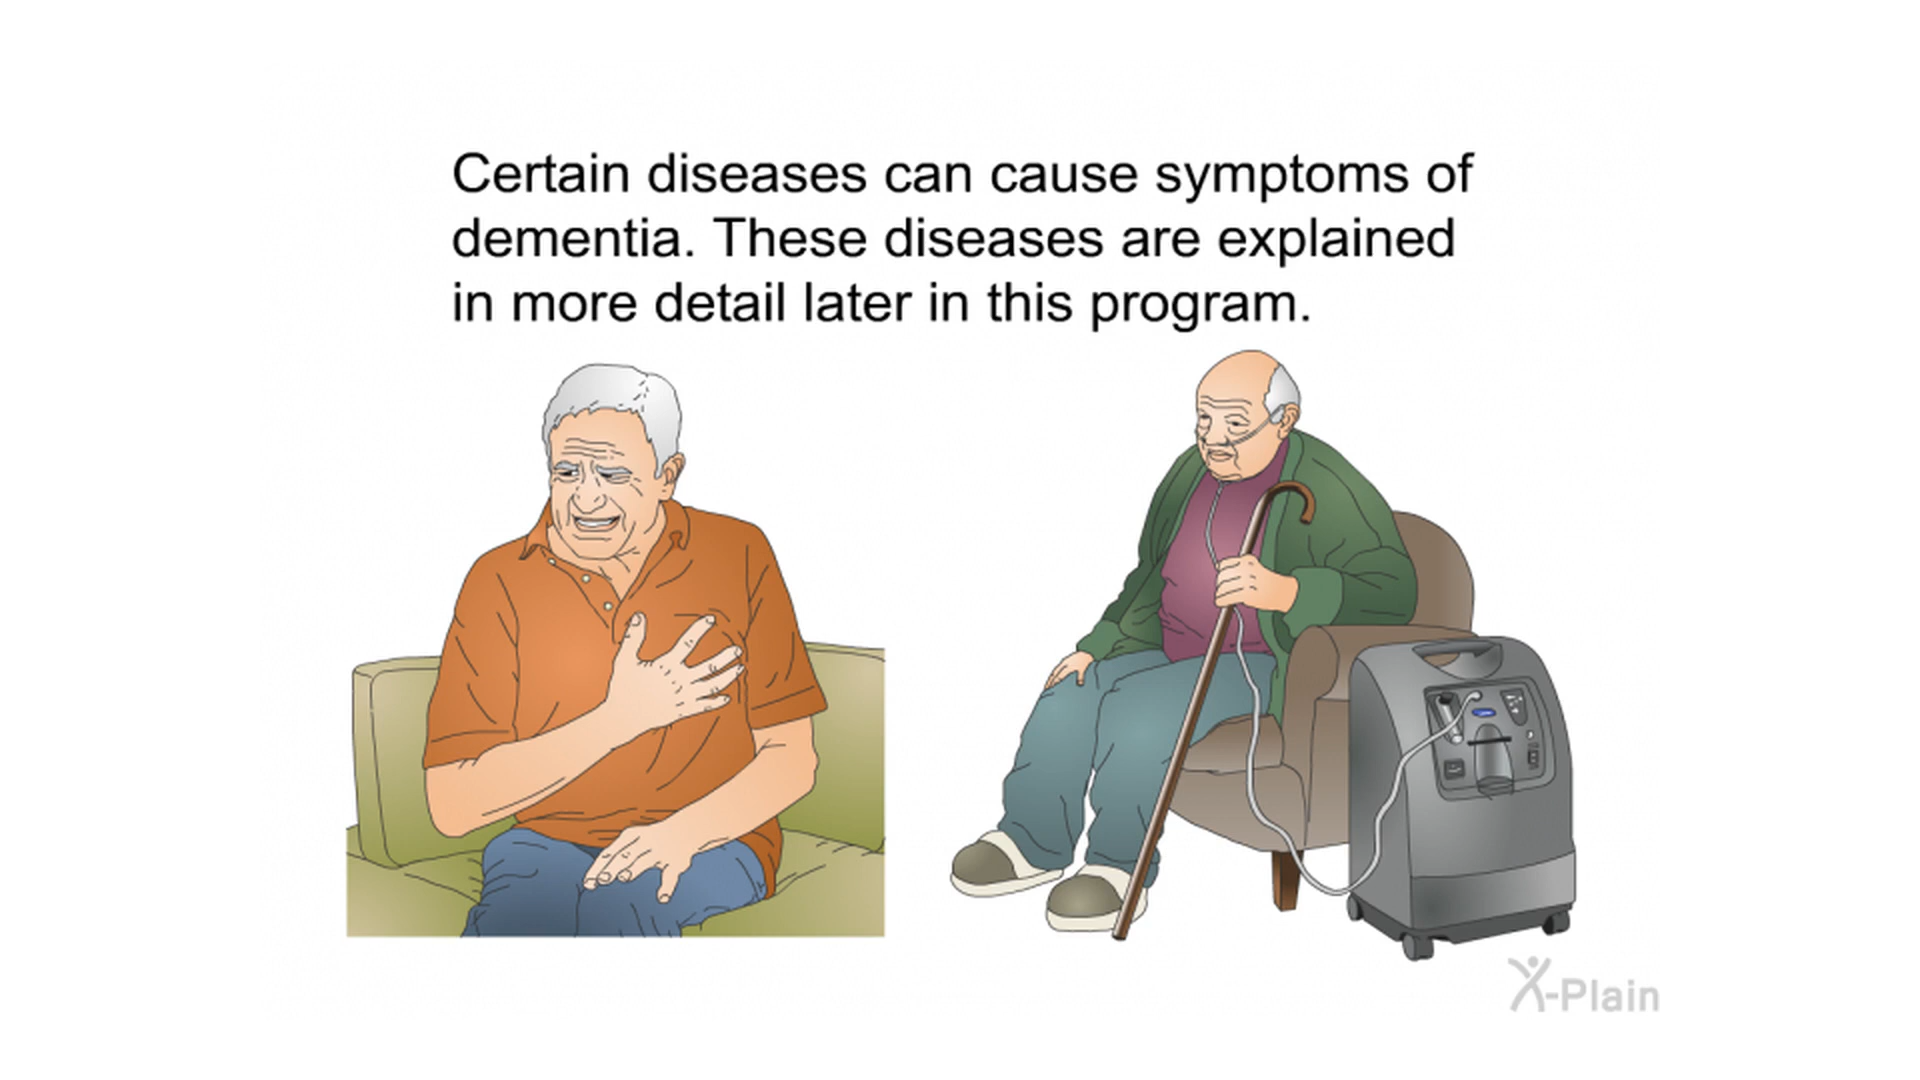 Certain diseases can cause symptoms of
dementia. These diseases are explained
in more detail later in this program.
X-Plain